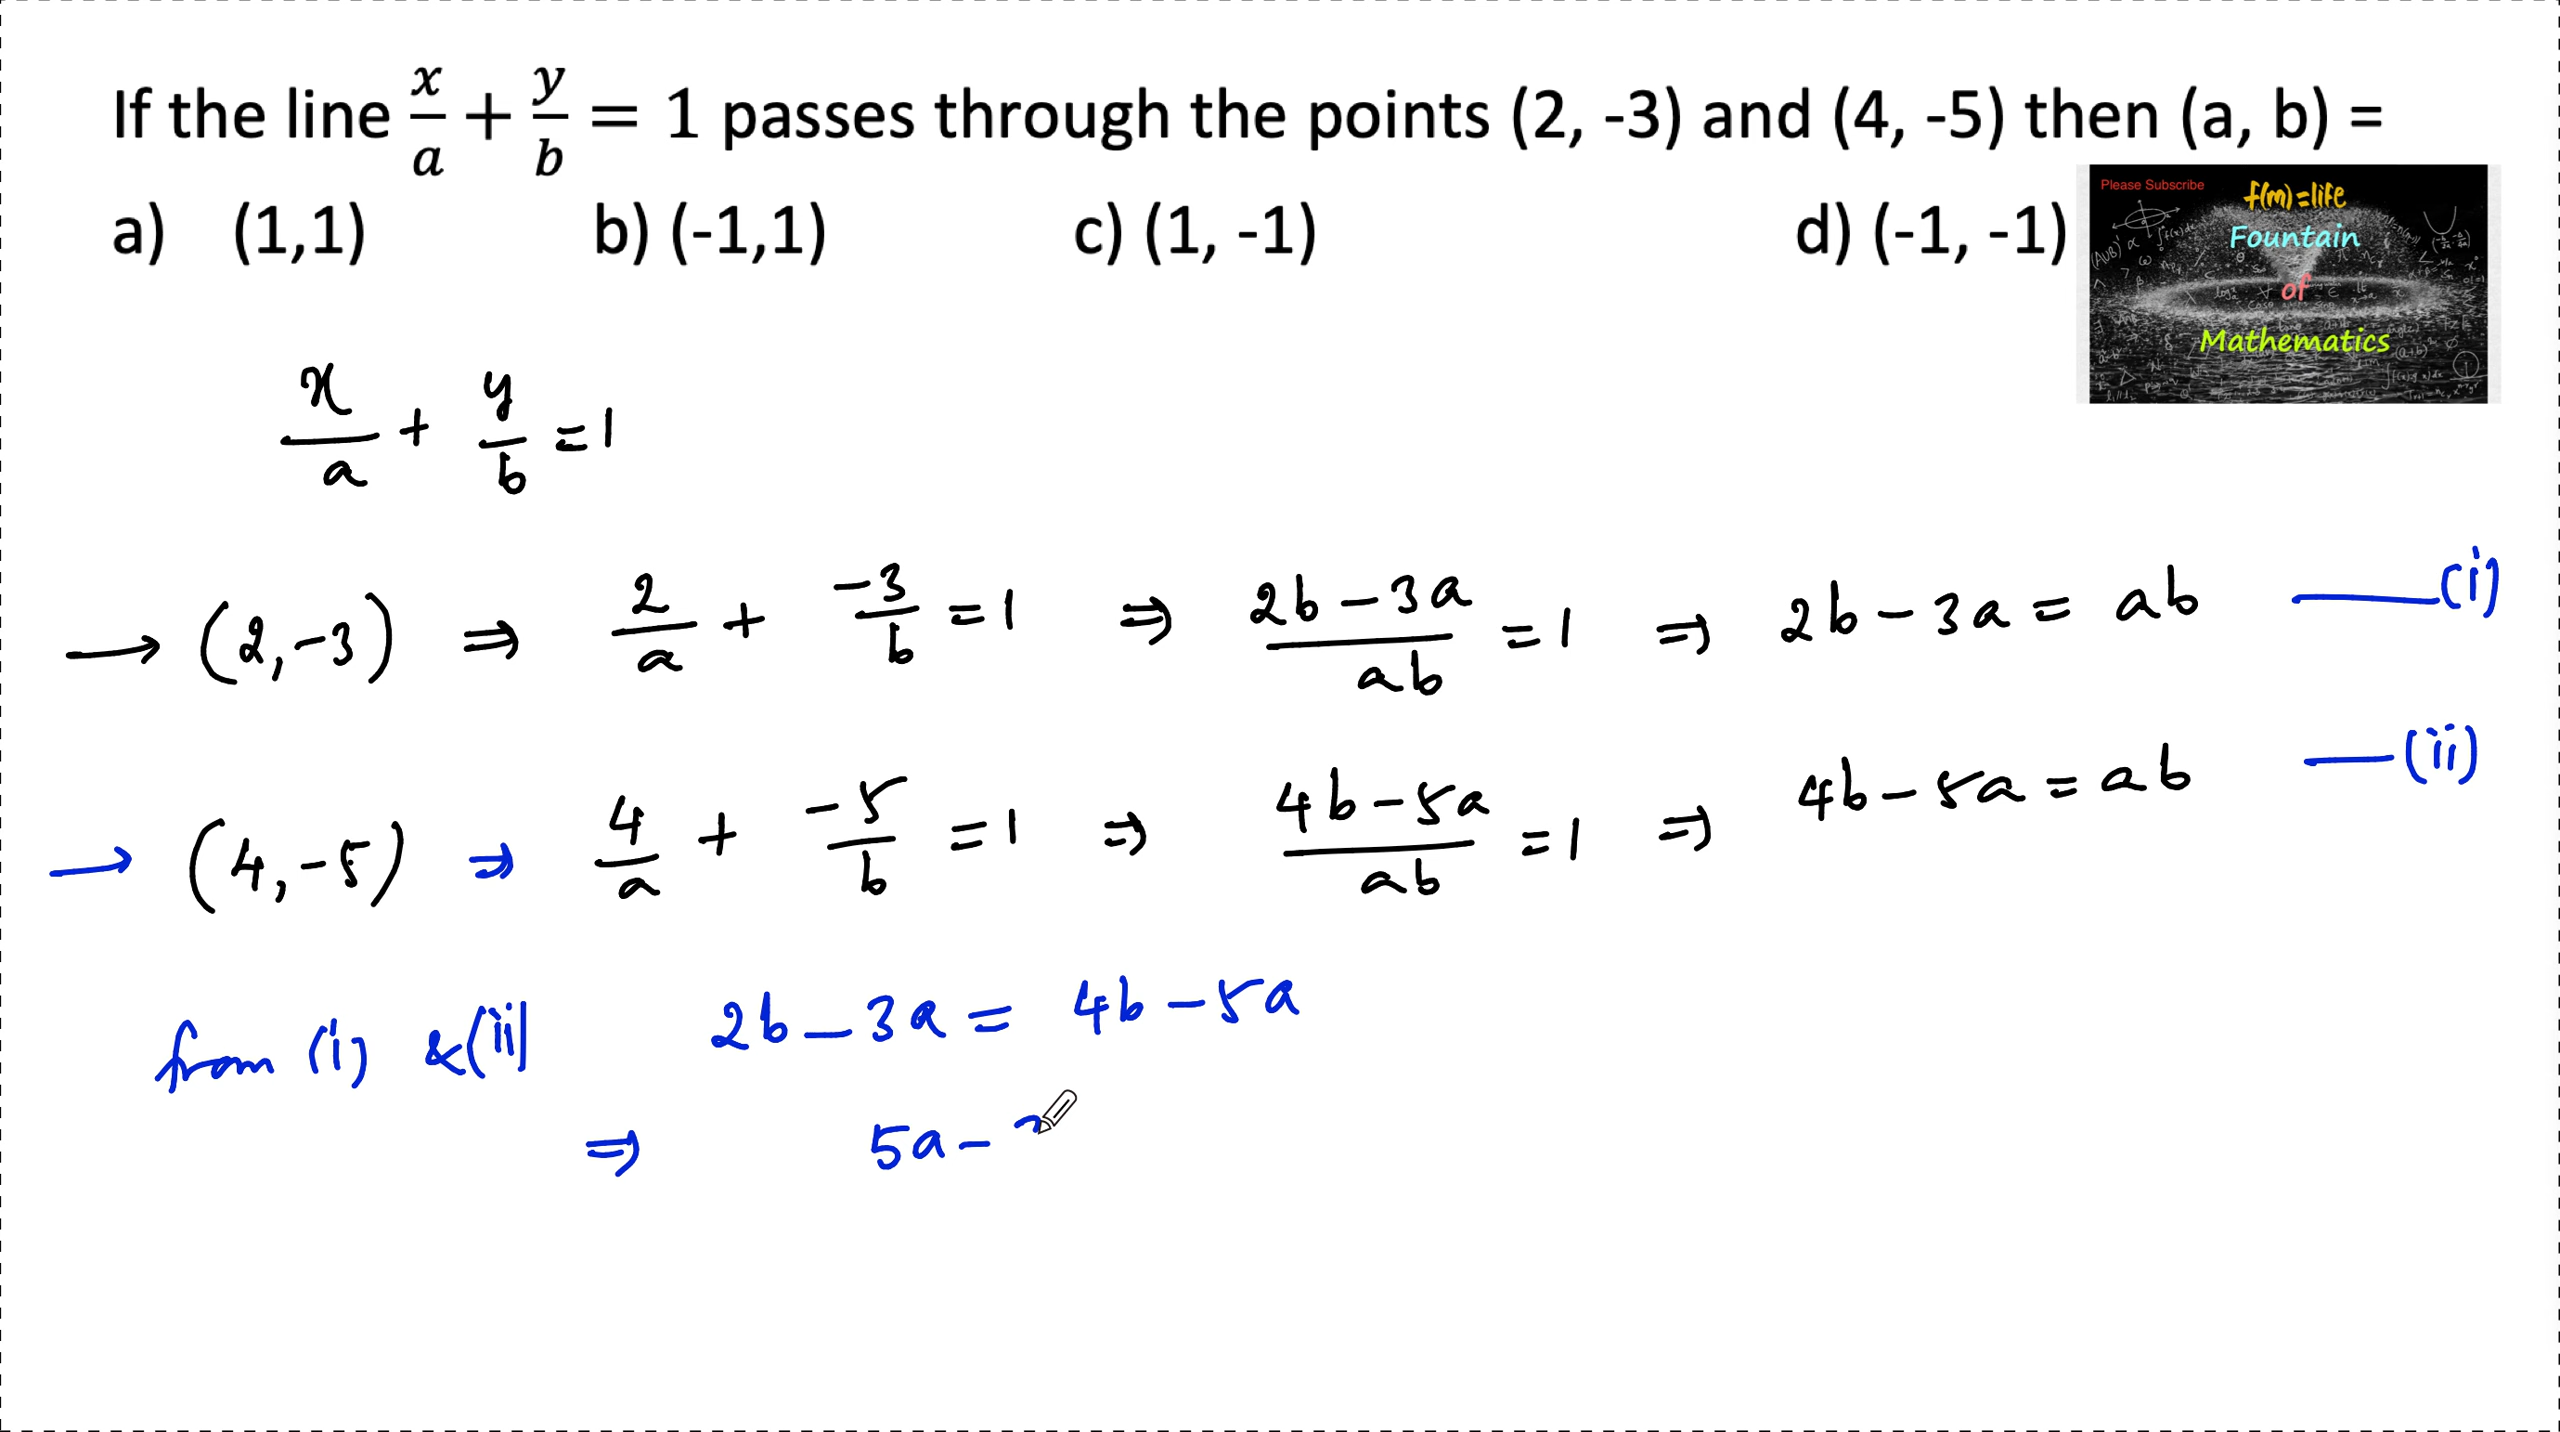 If the line x/a + y/b = 1 passes through the points (2, -3) and (4, -5) then (a, b) =
a) (1,1) b) (-1,1) c) (1, -1) d) (-1, -1)
Please Subscribe
f(m)=life
Fountain
of
Mathematics
x/a + y/b = 1
→ (2,-3) ⇒ 2/a + -3/b = 1 ⇒ 2b-3a/ab = 1 ⇒ 2b-3a = ab —(i)
→ (4,-5) ⇒ 4/a + -5/b = 1 ⇒ 4b-5a/ab = 1 ⇒ 4b-5a = ab —(ii)
from (i) &(ii) 2b-3a = 4b-5a
⇒ 5a-